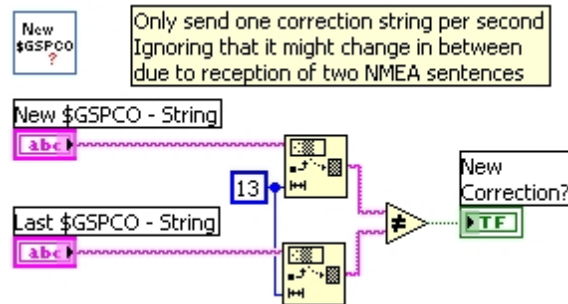 New
$GSPCO
?
Only send one correction string per second
Ignoring that it might change in between
due to reception of two NMEA sentences
New $GSPCO - String
abc
13
New
Correction?
TF
Last $GSPCO - String
abc
≠